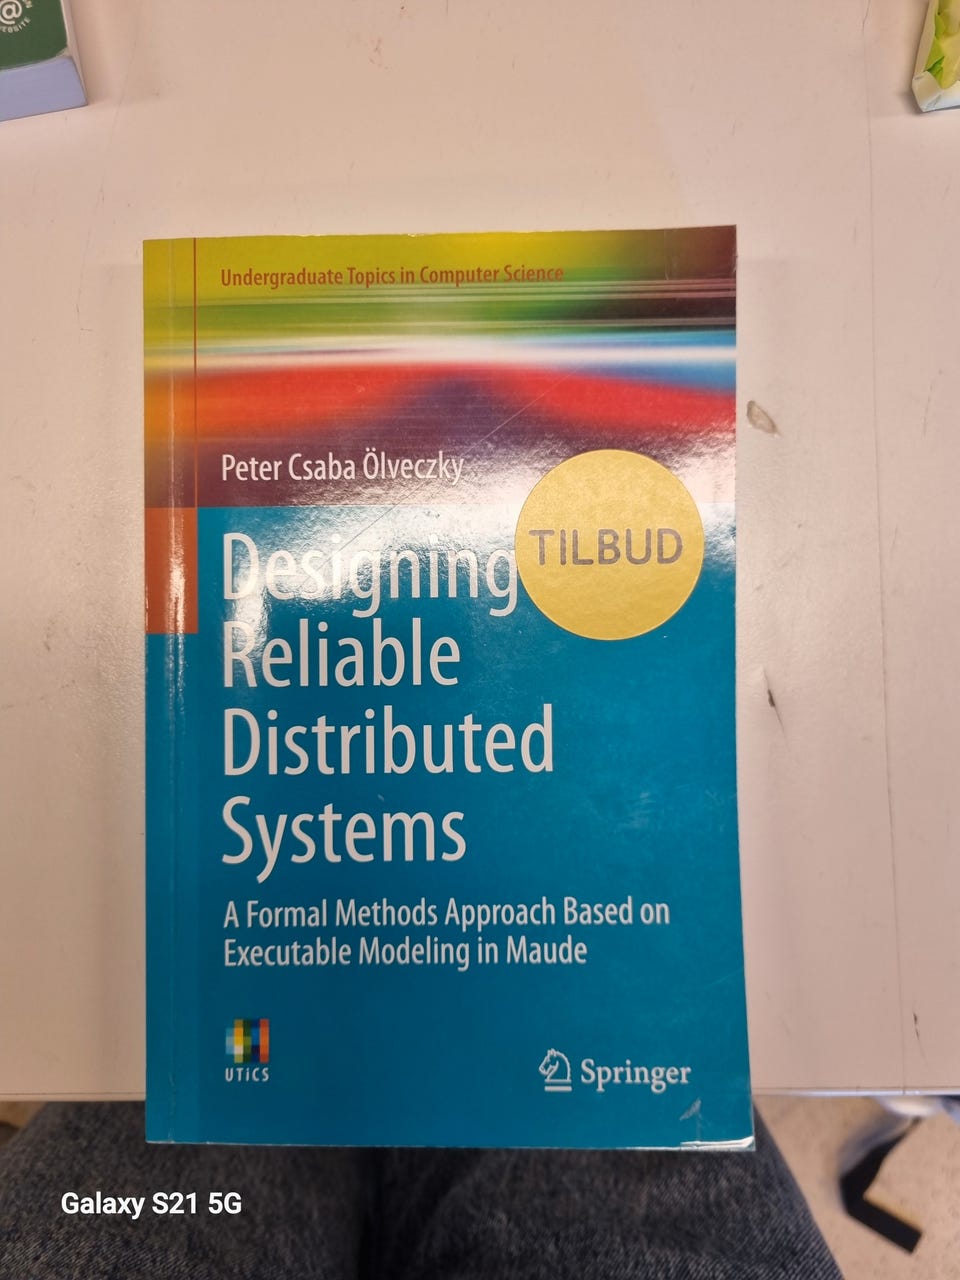 @
WEBSITE
Undergraduate Topics in Computer Science
Peter Csaba Ölveczky
TILBUD
Designing
Reliable
Distributed
Systems
A Formal Methods Approach Based on
Executable Modeling in Maude
UTiCS
Springer
Galaxy S21 5G